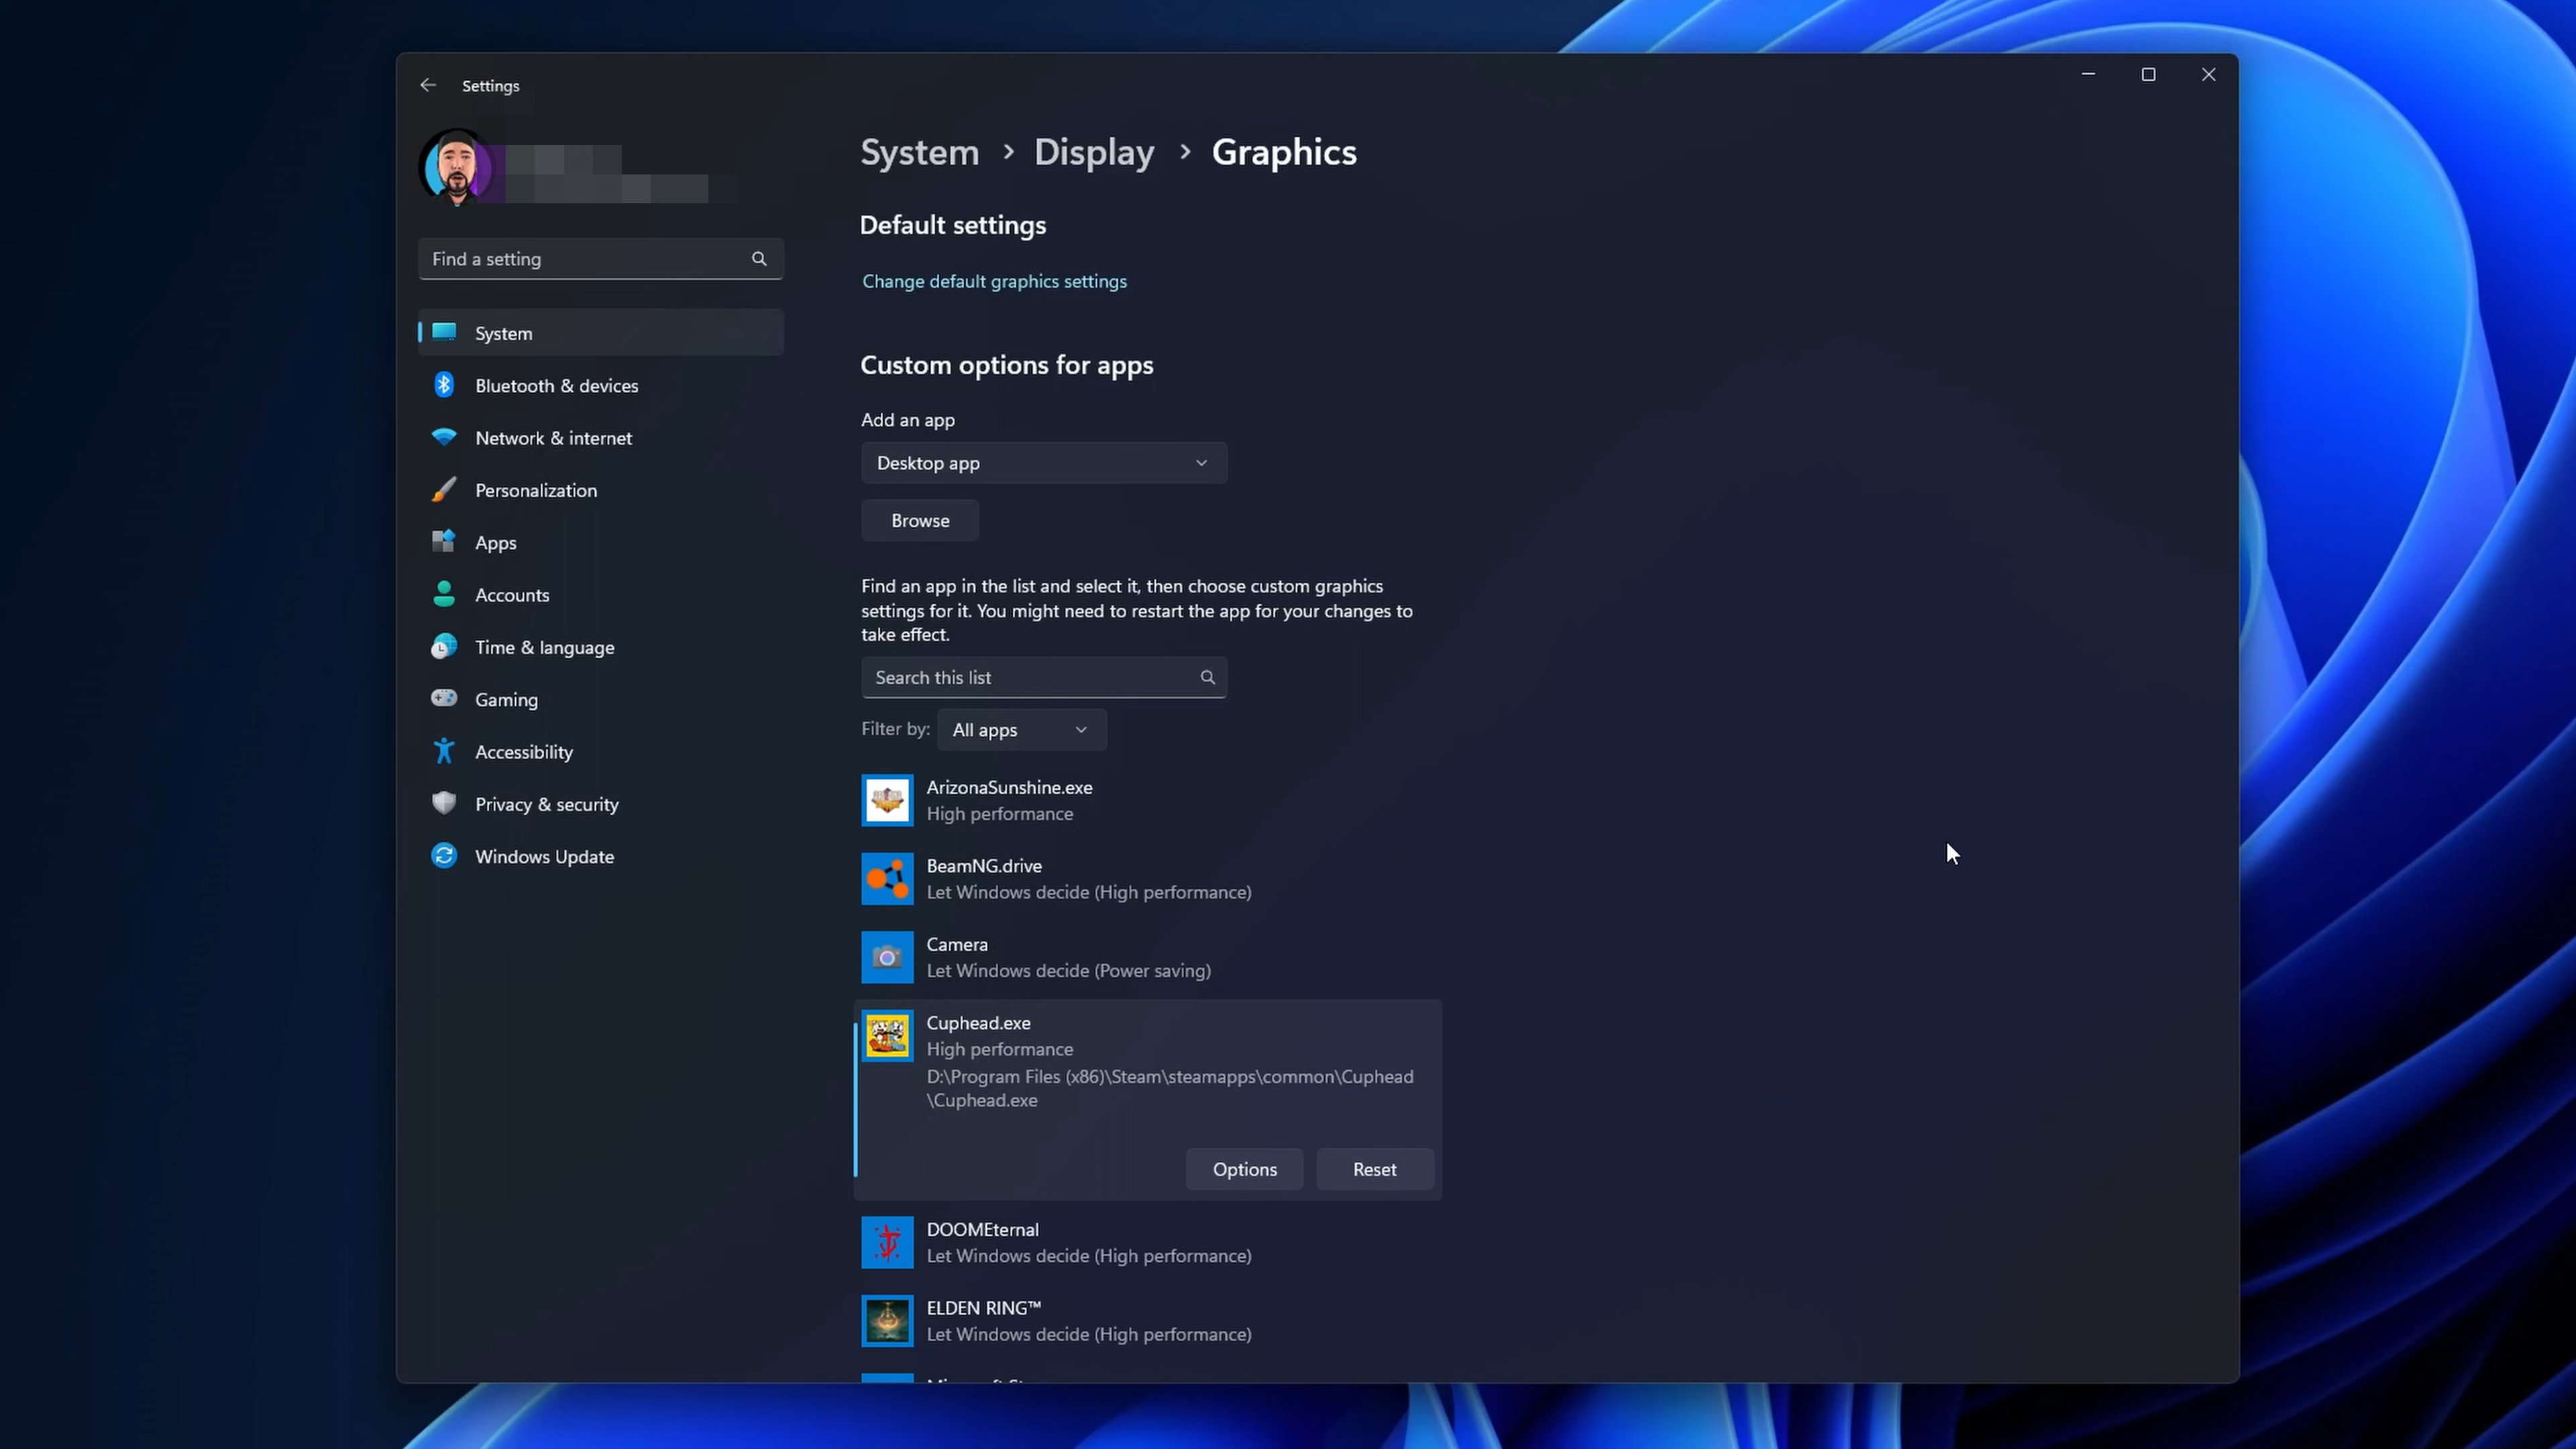 Settings
Find a setting
System
Bluetooth & devices
Network & internet
Personalization
Apps
Accounts
Time & language
Gaming
Accessibility
Privacy & security
Windows Update
System > Display > Graphics
Default settings
Change default graphics settings
Custom options for apps
Add an app
Desktop app
Browse
Find an app in the list and select it, then choose custom graphics
settings for it. You might need to restart the app for your changes to
take effect.
Search this list
Filter by: All apps
ArizonaSunshine.exe
High performance
BeamNG.drive
Let Windows decide (High performance)
Camera
Let Windows decide (Power saving)
Cuphead.exe
High performance
D:\Program Files (x86)\Steam\steamapps\common\Cuphead
\Cuphead.exe
Options Reset
DOOMEternal
Let Windows decide (High performance)
ELDEN RING™
Let Windows decide (High performance)